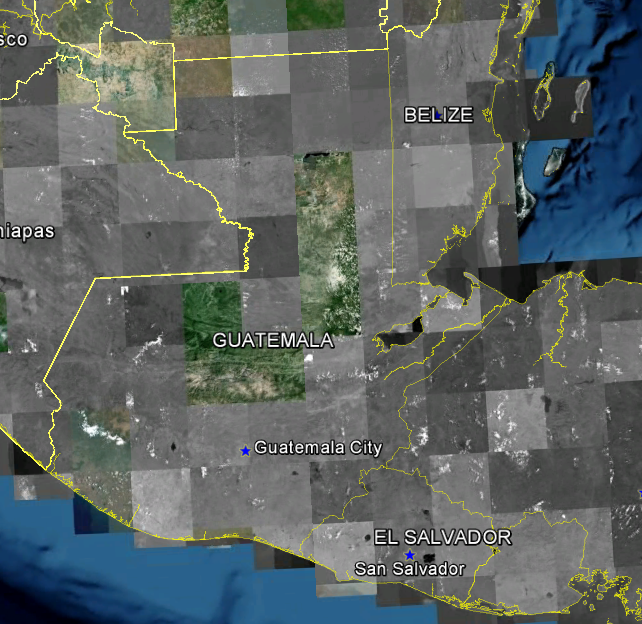 sco
BELIZE
hiapas
GUATEMALA
Guatemala City
EL SALVADOR
San Salvador